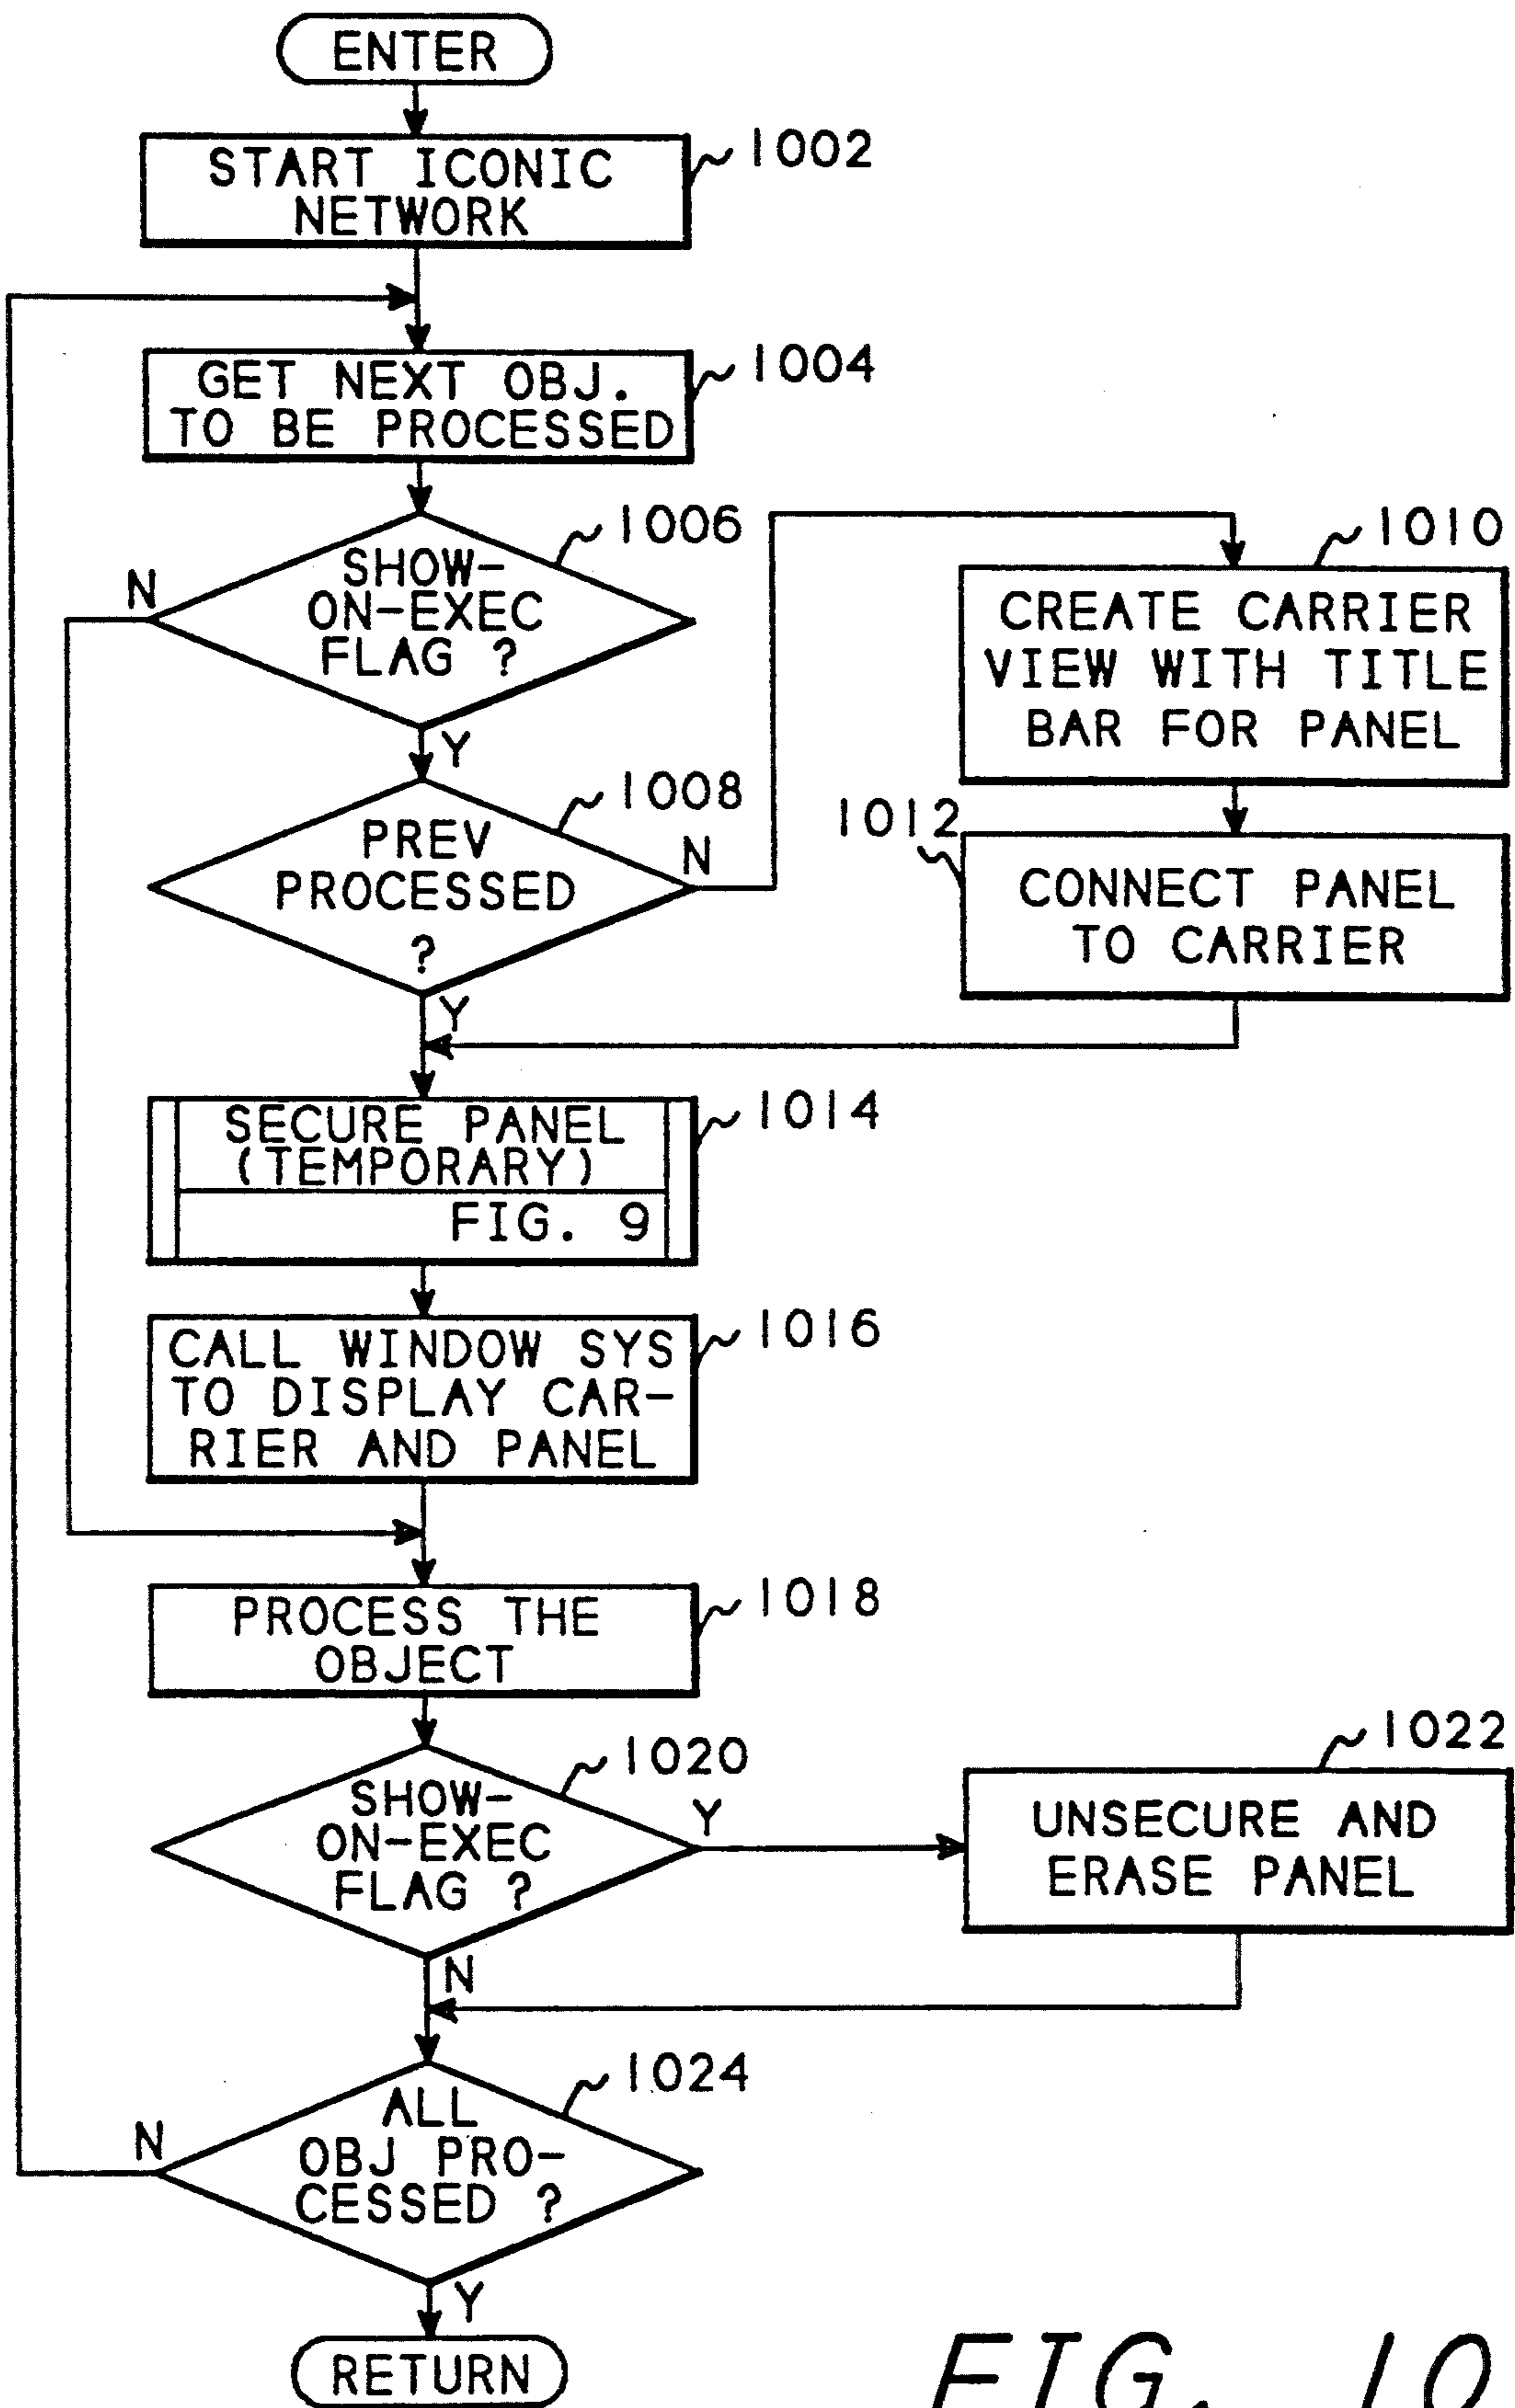 ENTER
START ICONIC
NETWORK
1002
GET NEXT OBJ.
TO BE PROCESSED
1004
SHOW-
ON-EXEC
FLAG ?
1006
N
Y
PREV
PROCESSED
?
1008
N
Y
1010
CREATE CARRIER
VIEW WITH TITLE
BAR FOR PANEL
1012
CONNECT PANEL
TO CARRIER
SECURE PANEL
(TEMPORARY)
FIG. 9
1014
CALL WINDOW SYS
TO DISPLAY CAR-
RIER AND PANEL
1016
PROCESS THE
OBJECT
1018
SHOW-
ON-EXEC
FLAG ?
1020
Y
N
1022
UNSECURE AND
ERASE PANEL
ALL
OBJ PRO-
CESSED ?
1024
N
Y
RETURN
FIG. 10